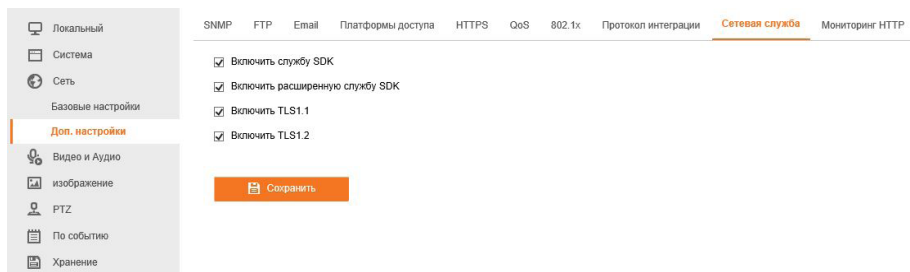 SNMP FTP Email Платформы доступа HTTPS QoS 802.1x Протокол интеграции Сетевая служба Мониторинг HTTP
Локальный
Система
Сеть
Базовые настройки
Доп. настройки
Видео и Аудио
изображение
PTZ
По событию
Хранение
Включить службу SDK
Включить расширенную службу SDK
Включить TLS1.1
Включить TLS1.2
Сохранить